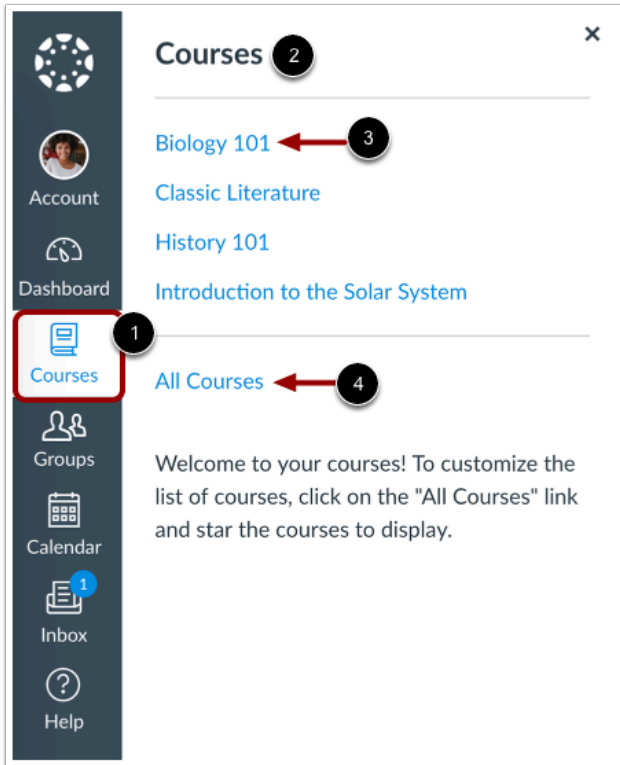 Courses 2
Biology 101 3
Classic Literature
History 101
Introduction to the Solar System
All Courses 4
Welcome to your courses! To customize the
list of courses, click on the "All Courses" link
and star the courses to display.
Account
Dashboard
1
Courses
Groups
Calendar
1
Inbox
?
Help